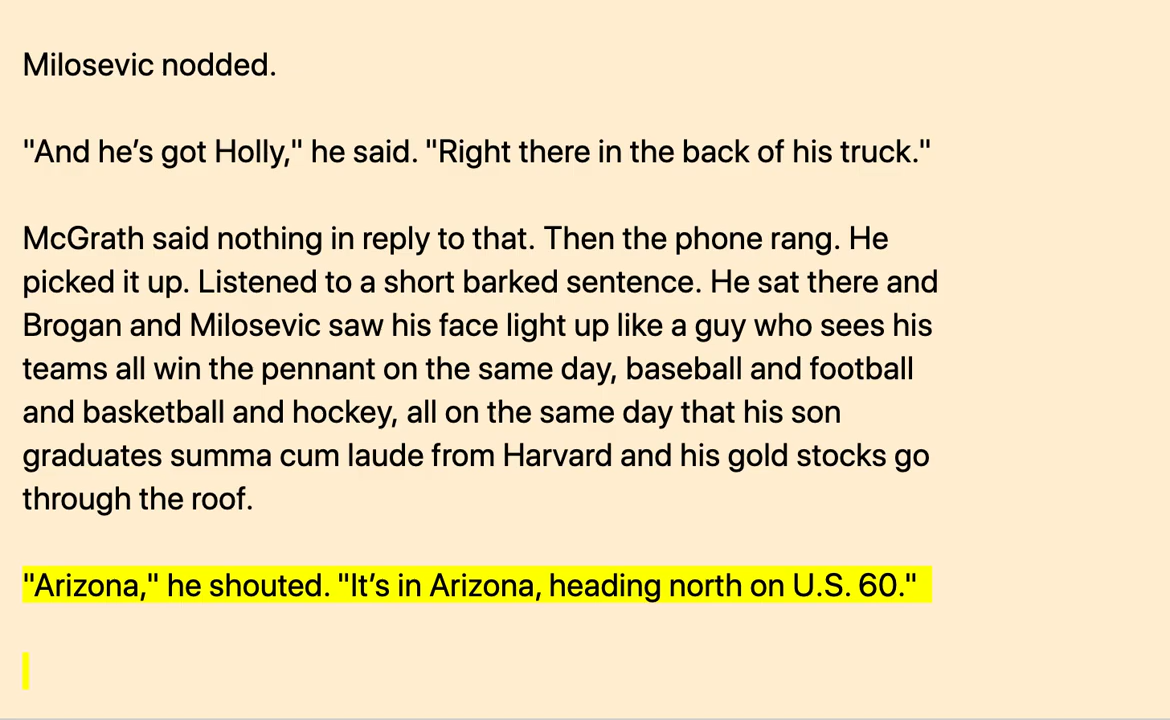 Milosevic nodded.
"And he’s got Holly," he said. "Right there in the back of his truck."
McGrath said nothing in reply to that. Then the phone rang. He
picked it up. Listened to a short barked sentence. He sat there and
Brogan and Milosevic saw his face light up like a guy who sees his
teams all win the pennant on the same day, baseball and football
and basketball and hockey, all on the same day that his son
graduates summa cum laude from Harvard and his gold stocks go
through the roof.
"Arizona," he shouted. "It’s in Arizona, heading north on U.S. 60."